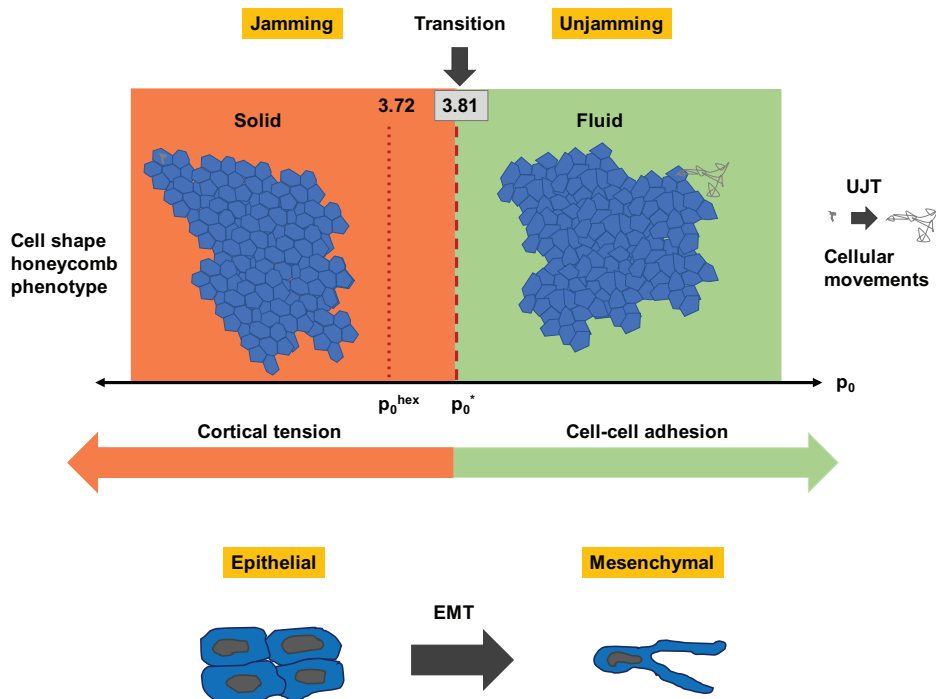 Jamming
Transition
Unjamming
3.72
3.81
Solid
Fluid
UJT
Cell shape
honeycomb
phenotype
Cellular
movements
p₀
p₀ʰᵉˣ
p₀*
Cortical tension
Cell-cell adhesion
Epithelial
Mesenchymal
EMT